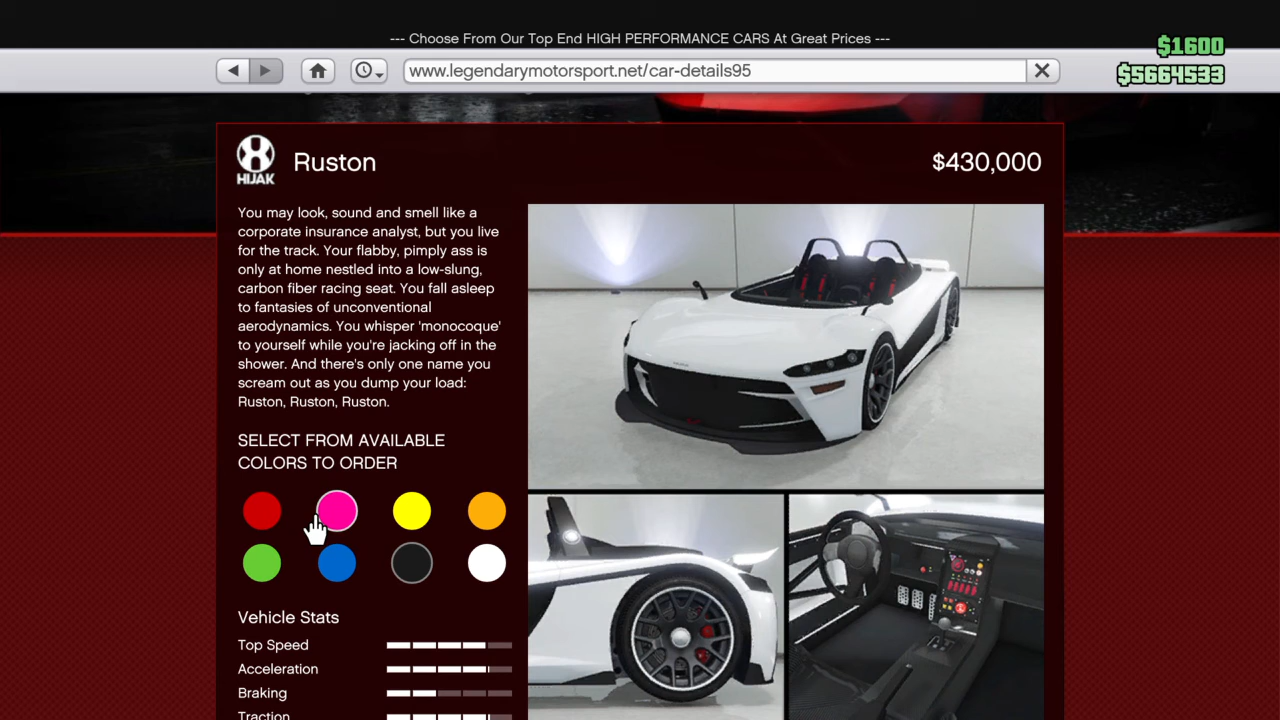 --- Choose From Our Top End HIGH PERFORMANCE CARS At Great Prices ---
$1600
www.legendarymotorsport.net/car-details95
$5664533
HIJAK
Ruston
$430,000
You may look, sound and smell like a
corporate insurance analyst, but you live
for the track. Your flabby, pimply ass is
only at home nestled into a low-slung,
carbon fiber racing seat. You fall asleep
to fantasies of unconventional
aerodynamics. You whisper 'monocoque'
to yourself while you're jacking off in the
shower. And there's only one name you
scream out as you dump your load:
Ruston, Ruston, Ruston.
SELECT FROM AVAILABLE
COLORS TO ORDER
Vehicle Stats
Top Speed
Acceleration
Braking
Traction